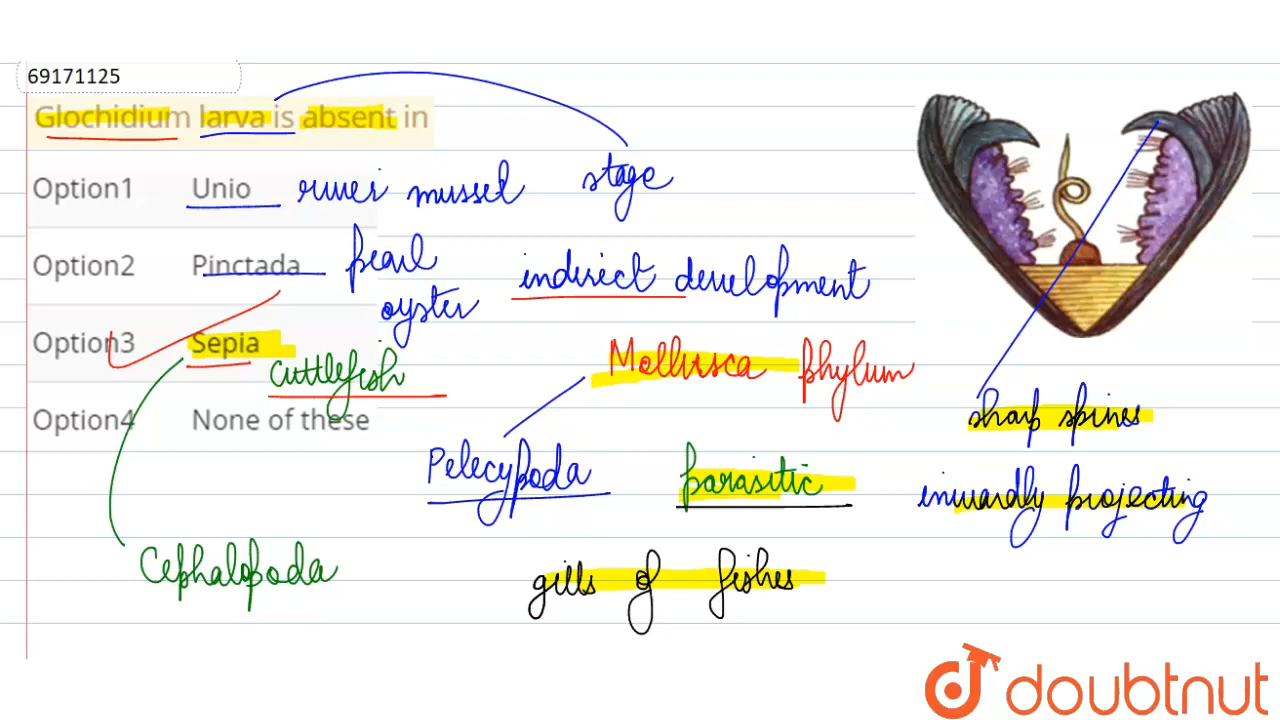 69171125
Glochidium larva is absent in
Option1 Unio river mussel stage
Option2 Pinctada pearl oyster
indirect development
Option3 Sepia
cuttlefish
Mollusca phylum
Option4 None of these
sharp spines
inwardly projecting
Pelecypoda parasitic
Cephalopoda
gills of fishes
doubtnut